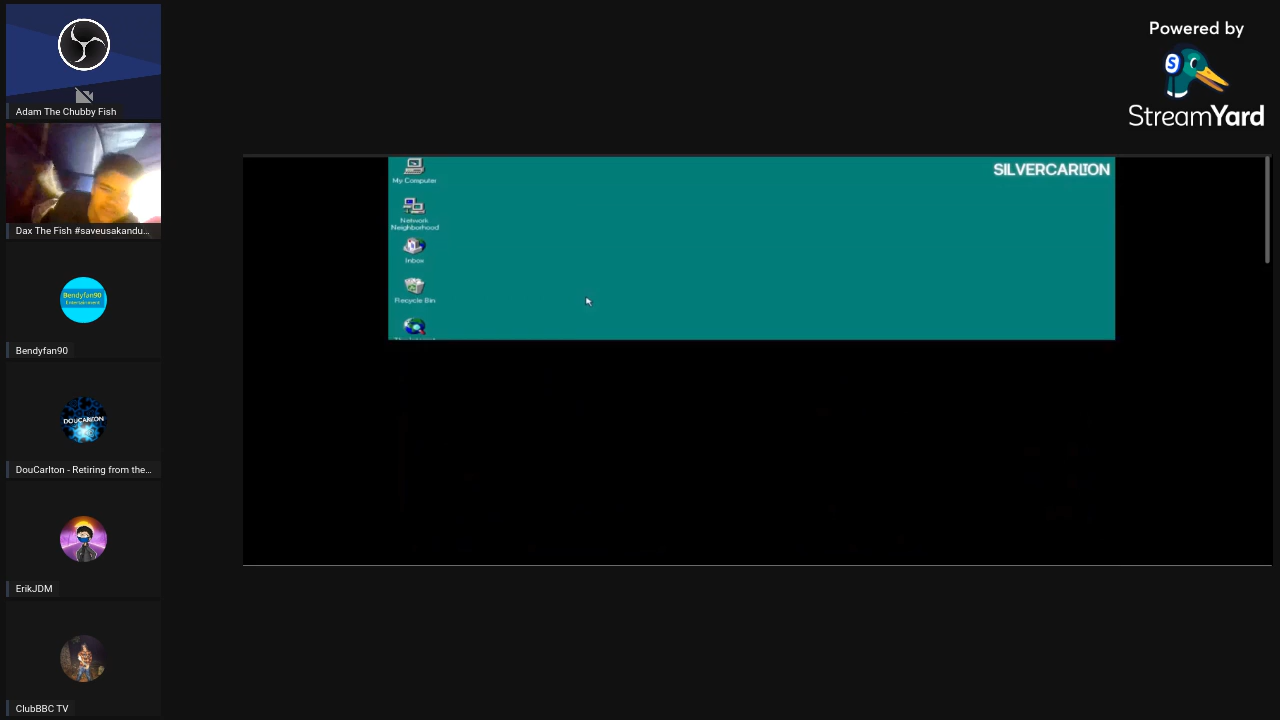 Adam The Chubby Fish
Dax The Fish #saveusakandu...
Bendyfan90
Entertainment
Bendyfan90
DOUCARLTON
DouCarlton - Retiring from the...
ErikJDM
ClubBBC TV
Powered by
S
StreamYard
SILVERCARLTON
My Computer
Network
Neighborhood
Inbox
Recycle Bin